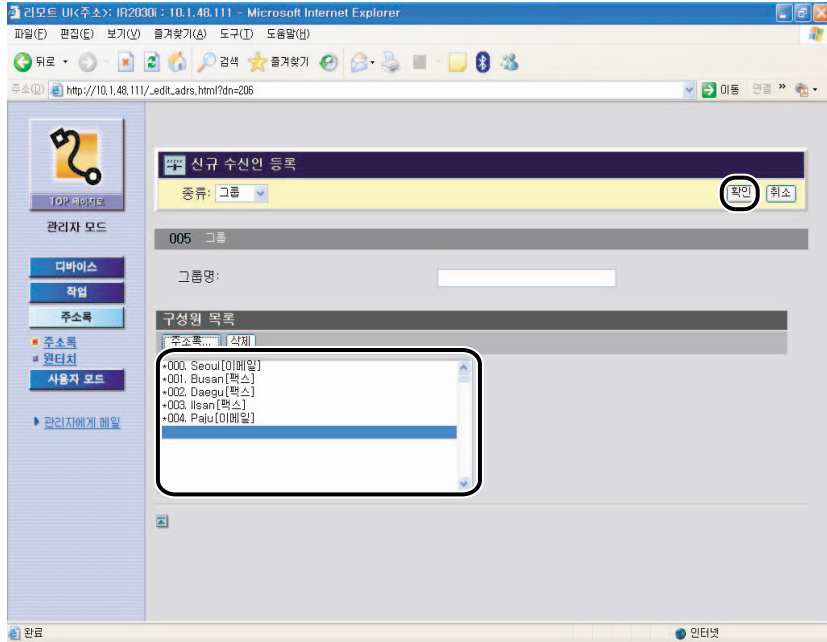 리모트 UI<주소>: IR2030i : 10.1.48.111 - Microsoft Internet Explorer
파일(F) 편집(E) 보기(V) 즐겨찾기(A) 도구(T) 도움말(H)
뒤로 검색 즐겨찾기
주소(D) http://10.1.48.111/_edit_adrs.html?dn=206 이동 연결 »
TOP 페이지로
관리자 모드
디바이스
작업
주소록
주소록
원터치
사용자 모드
관리자에게 메일
신규 수신인 등록
종류: 그룹 확인 취소
005 그룹
그룹명:
구성원 목록
주소록... 삭제
*000. Seoul[이메일]
*001. Busan[팩스]
*002. Daegu[팩스]
*003. Ilsan[팩스]
*004. Paju[이메일]
완료 인터넷